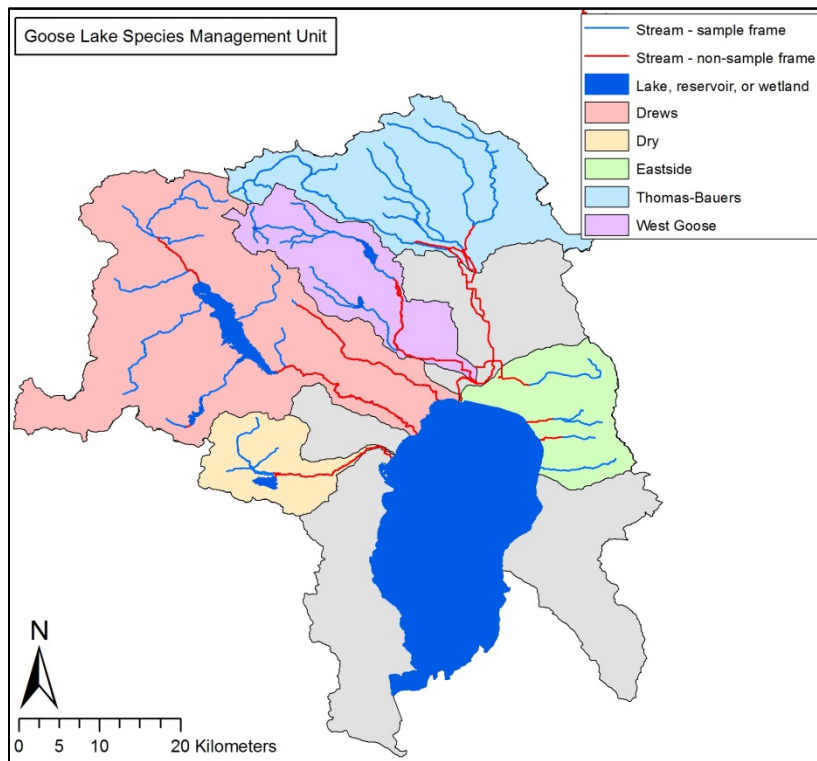 Goose Lake Species Management Unit
Stream - sample frame
Stream - non-sample frame
Lake, reservoir, or wetland
Drews
Dry
Eastside
Thomas-Bauers
West Goose
N
0 5 10 20 Kilometers